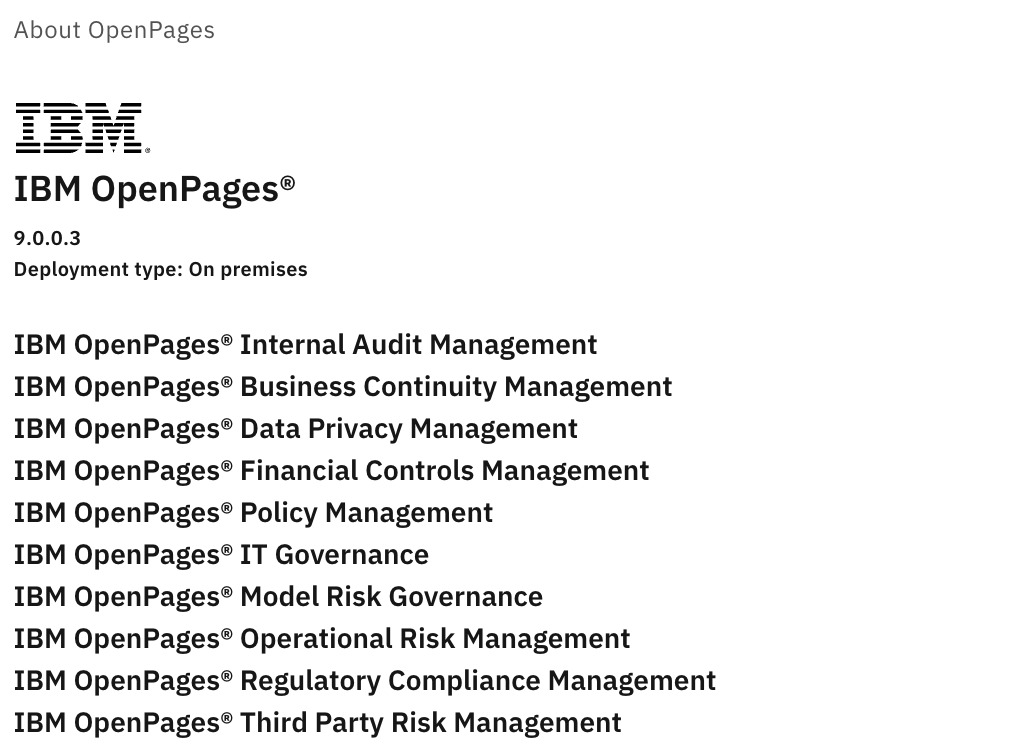 About OpenPages
IBM®
IBM OpenPages®
9.0.0.3
Deployment type: On premises
IBM OpenPages® Internal Audit Management
IBM OpenPages® Business Continuity Management
IBM OpenPages® Data Privacy Management
IBM OpenPages® Financial Controls Management
IBM OpenPages® Policy Management
IBM OpenPages® IT Governance
IBM OpenPages® Model Risk Governance
IBM OpenPages® Operational Risk Management
IBM OpenPages® Regulatory Compliance Management
IBM OpenPages® Third Party Risk Management